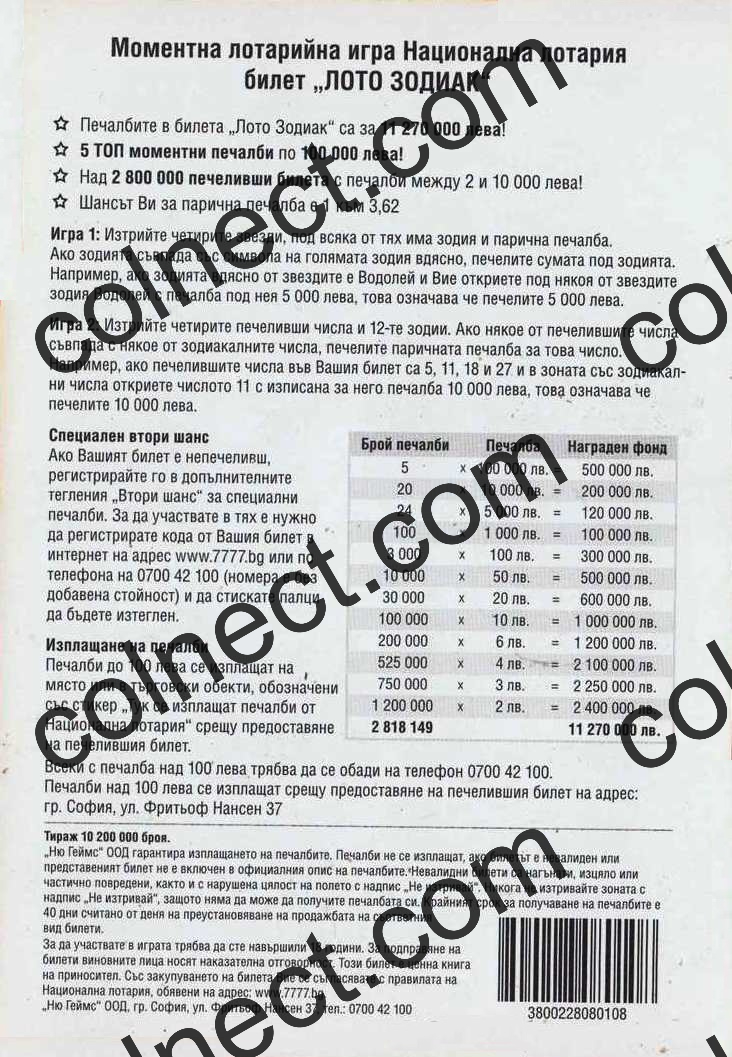 Моментна лотарийна игра Национална лотария
билет „ЛОТО ЗОДИАК“
☆ Печалбите в билета „Лото Зодиак“ са за 11 270 000 лева!
☆ 5 ТОП моментни печалби по 100 000 лева!
☆ Над 2 800 000 печеливши билета с печалби между 2 и 10 000 лева!
☆ Шансът Ви за парична печалба е 1 към 3,62
Игра 1: Изтрийте четирите звезди, под всяка от тях има зодия и парична печалба.
Ако зодията съвпада със символа на голямата зодия вдясно, печелите сумата под зодията.
Например, ако зодията вдясно от звездите е Водолей и Вие откриете под някоя от звездите
зодия Водолей с печалба под нея 5 000 лева, това означава че печелите 5 000 лева.
Игра 2: Изтрийте четирите печеливши числа и 12-те зодии. Ако някое от печелившите числа
съвпада с някое от зодиакалните числа, печелите паричната печалба за това число.
Например, ако печелившите числа във Вашия билет са 5, 11, 18 и 27 и в зоната със зодиакал-
ни числа откриете числото 11 с изписана за него печалба 10 000 лева, това означава че
печелите 10 000 лева.
Специален втори шанс
Ако Вашият билет е непечеливш,
регистрирайте го в допълнителните
тегления „Втори шанс“ за специални
печалби. За да участвате в тях е нужно
да регистрирате кода от Вашия билет в
интернет на адрес www.7777.bg или по
телефона на 0700 42 100 (номера е без
добавена стойност) и да стискате палци,
да бъдете изтеглен.
Изплащане на печалби
Печалби до 100 лева се изплащат на
място или в търговски обекти, обозначени
със стикер „Тук се изплащат печалби от
Национална лотария“ срещу предоставяне
на печелившия билет.
Брой печалби Печалба Награден фонд
5 x 100 000 лв. = 500 000 лв.
20 x 10 000 лв. = 200 000 лв.
24 x 5 000 лв. = 120 000 лв.
100 x 1 000 лв. = 100 000 лв.
3 000 x 100 лв. = 300 000 лв.
10 000 x 50 лв. = 500 000 лв.
30 000 x 20 лв. = 600 000 лв.
100 000 x 10 лв. = 1 000 000 лв.
200 000 x 6 лв. = 1 200 000 лв.
525 000 x 4 лв. = 2 100 000 лв.
750 000 x 3 лв. = 2 250 000 лв.
1 200 000 x 2 лв. = 2 400 000 лв.
2 818 149 11 270 000 лв.
Всеки с печалба над 100 лева трябва да се обади на телефон 0700 42 100.
Печалби над 100 лева се изплащат срещу предоставяне на печелившия билет на адрес:
гр. София, ул. Фритьоф Нансен 37
Тираж 10 200 000 броя.
„Ню Геймс“ ООД гарантира изплащането на печалбите. Печалби не се изплащат, ако билетът е невалиден или
представеният билет не е включен в официалния опис на печалбите. Невалидни билети са нагънати, изцяло или
частично повредени, както и с нарушена цялост на полето с надпис „Не изтривай“. Никога не изтривайте зоната с
надпис „Не изтривай“, защото няма да може да получите печалбата си. Крайният срок за получаване на печалбите е
40 дни считано от деня на преустановяване на продажбата на съответния
вид билети.
За да участвате в играта трябва да сте навършили 18 години. За подправяне на
билети виновните лица носят наказателна отговорност. Този билет е ценна книга
на приносител. Със закупуването на билета Вие се съгласявате с правилата на
Национална лотария, обявени на адрес: www.7777.bg
„Ню Геймс“ ООД, гр. София, ул. Фритьоф Нансен 37, тел.: 0700 42 100
3800228080108
colnect.com
colnect.com
colnect.com
col
col